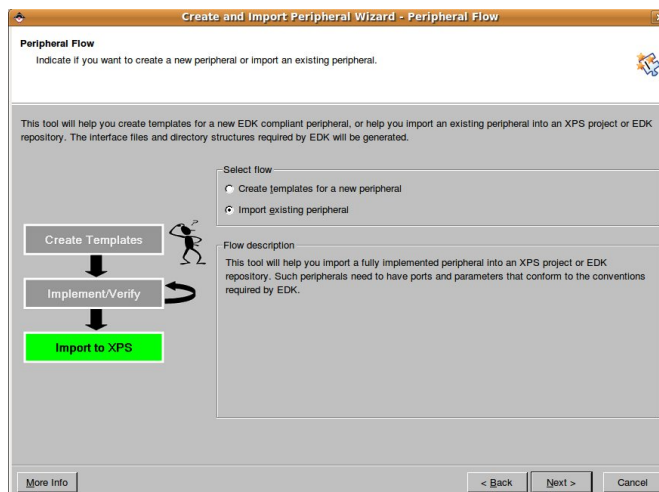 Create and Import Peripheral Wizard - Peripheral Flow
Peripheral Flow
Indicate if you want to create a new peripheral or import an existing peripheral.
This tool will help you create templates for a new EDK compliant peripheral, or help you import an existing peripheral into an XPS project or EDK
repository. The interface files and directory structures required by EDK will be generated.
Select flow
Create templates for a new peripheral
Import existing peripheral
Create Templates
Implement/Verify
Import to XPS
Flow description
This tool will help you import a fully implemented peripheral into an XPS project or EDK
repository. Such peripherals need to have ports and parameters that conform to the conventions
required by EDK.
More Info
< Back
Next >
Cancel